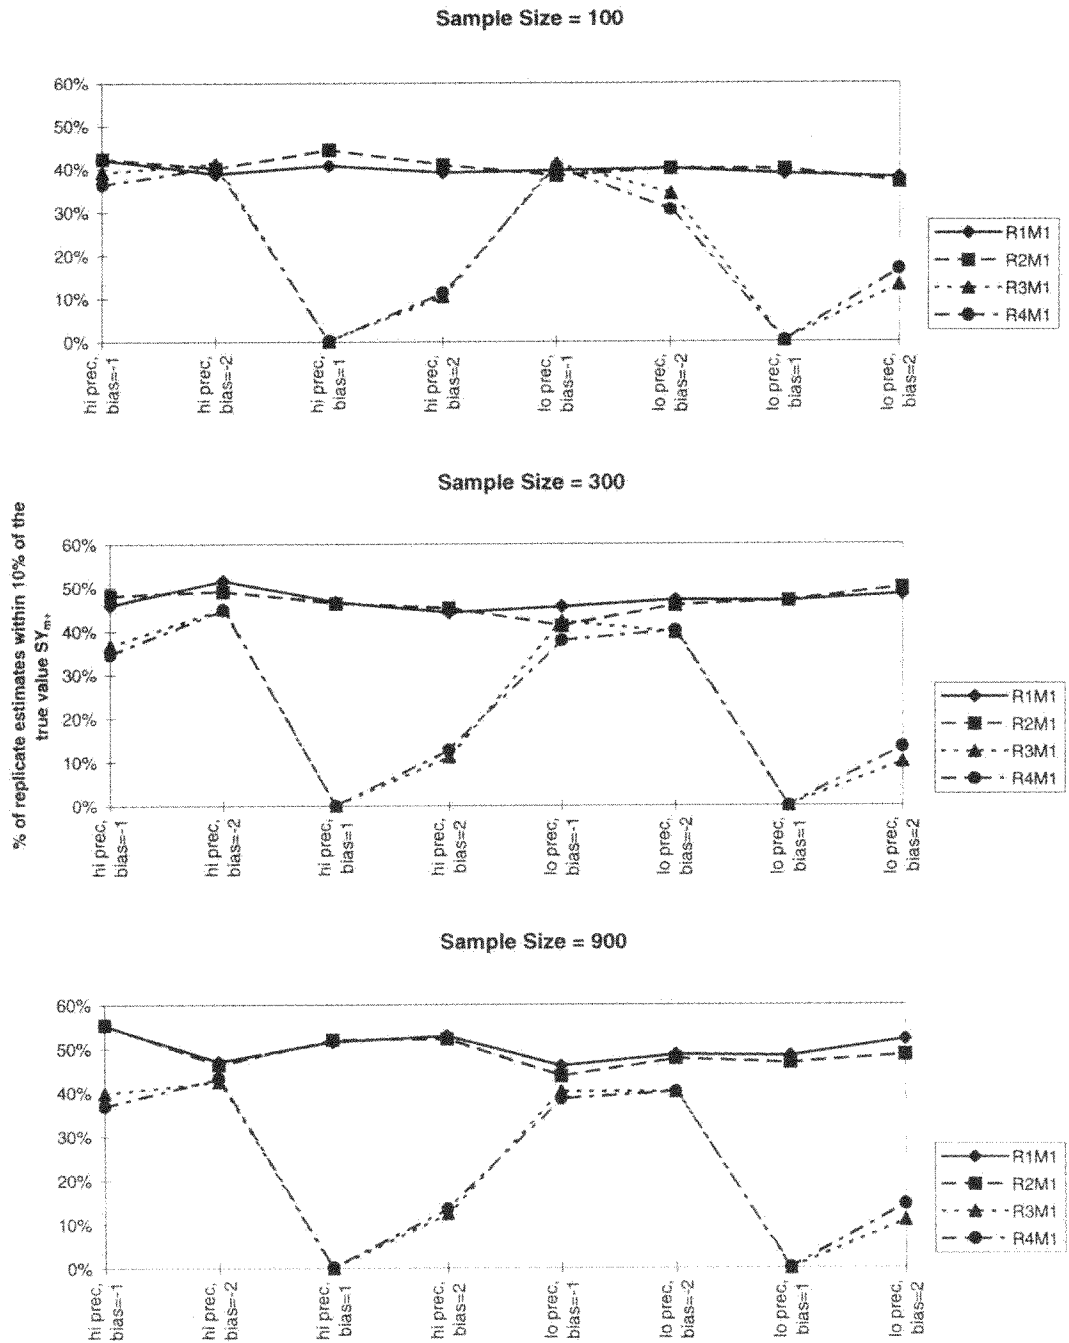 Sample Size = 100
60%
50%
40%
30%
20%
10%
0%
hi prec,
bias=-1
hi prec,
bias=-2
hi prec,
bias=1
hi prec,
bias=2
lo prec,
bias=-1
lo prec,
bias=-2
lo prec,
bias=1
lo prec,
bias=2
R1M1
R2M1
R3M1
R4M1
% of replicate estimates within 10% of the
true value SYm+
Sample Size = 300
60%
50%
40%
30%
20%
10%
0%
hi prec,
bias=-1
hi prec,
bias=-2
hi prec,
bias=1
hi prec,
bias=2
lo prec,
bias=-1
lo prec,
bias=-2
lo prec,
bias=1
lo prec,
bias=2
R1M1
R2M1
R3M1
R4M1
Sample Size = 900
60%
50%
40%
30%
20%
10%
0%
hi prec,
bias=-1
hi prec,
bias=-2
hi prec,
bias=1
hi prec,
bias=2
lo prec,
bias=-1
lo prec,
bias=-2
lo prec,
bias=1
lo prec,
bias=2
R1M1
R2M1
R3M1
R4M1